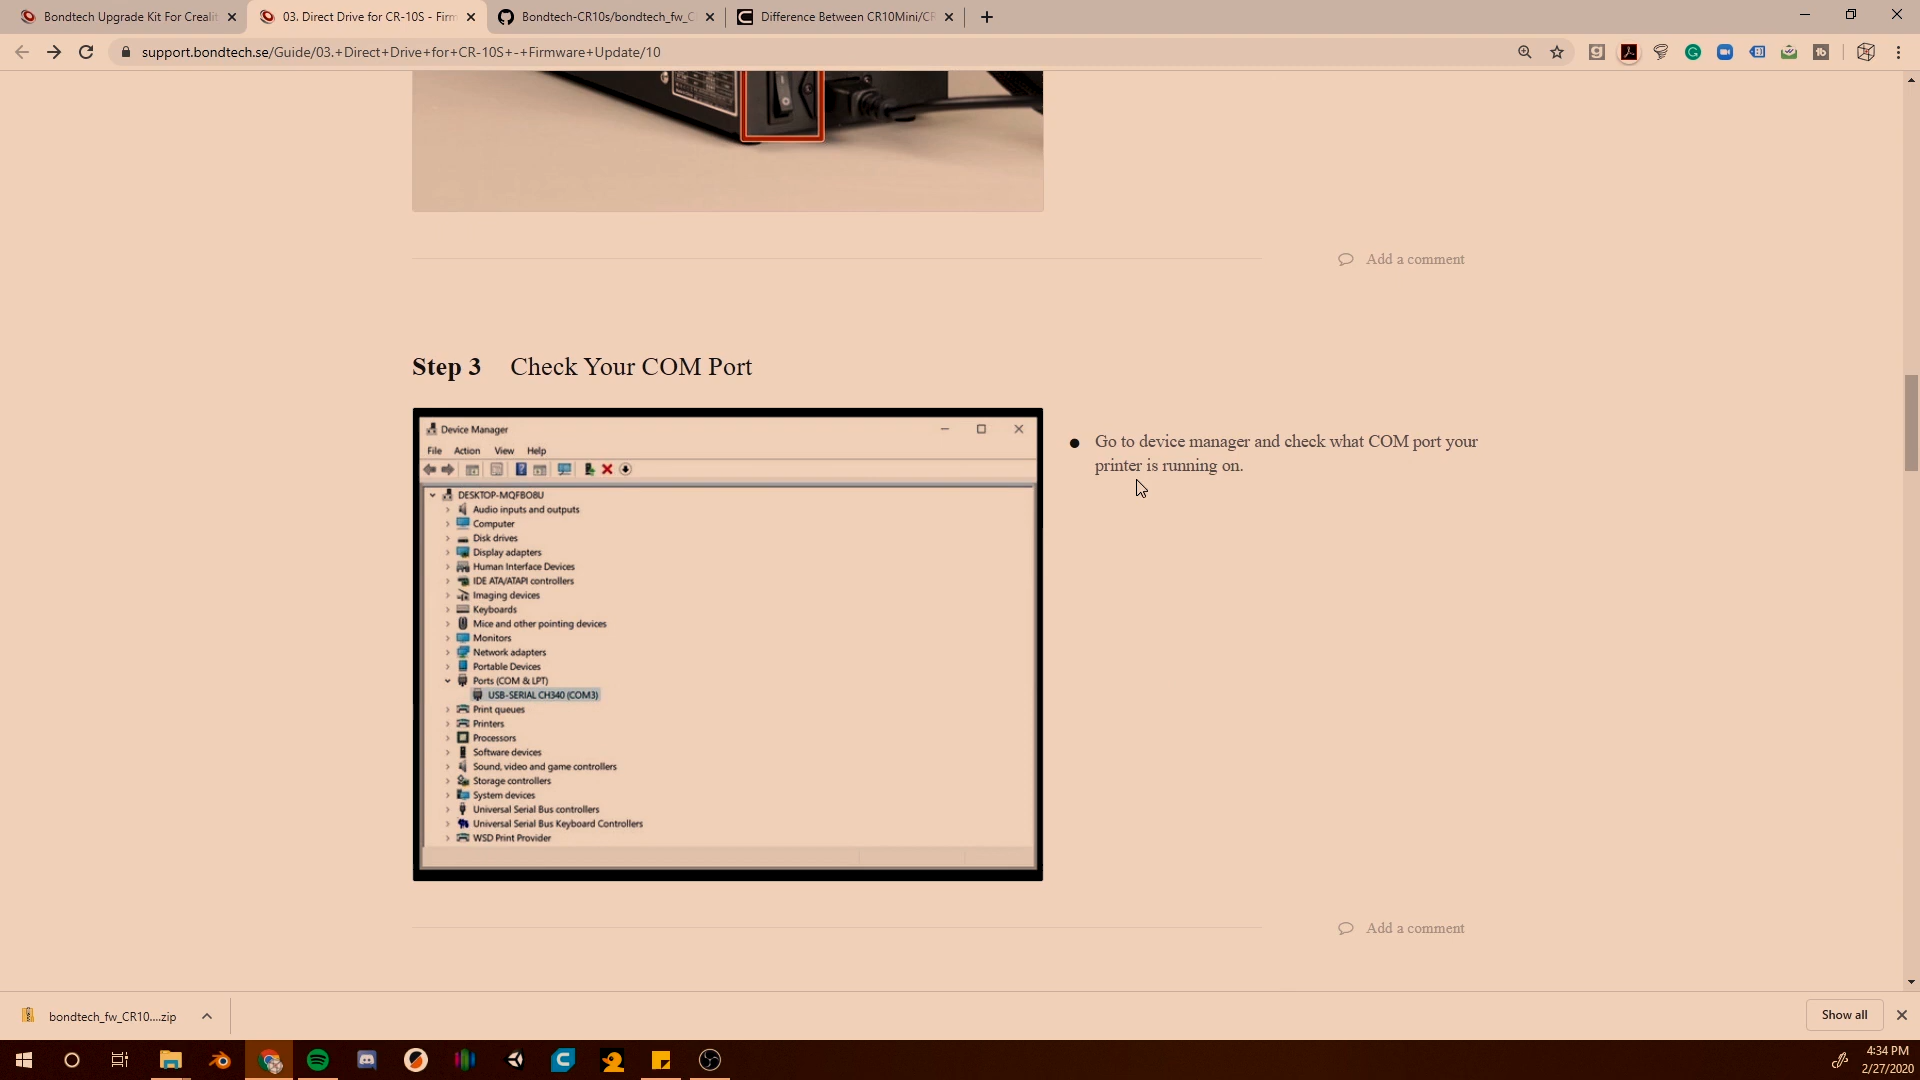 Bondtech Upgrade Kit For Creali
03. Direct Drive for CR-10S - Firm
Bondtech-CR10s/bondtech_fw_C
Difference Between CR10Mini/CR
support.bondtech.se/Guide/03.+Direct+Drive+for+CR-10S+-+Firmware+Update/10
Add a comment
Step 3 Check Your COM Port
Device Manager
File Action View Help
DESKTOP-MQFBO8U
Audio inputs and outputs
Computer
Disk drives
Display adapters
Human Interface Devices
IDE ATA/ATAPI controllers
Imaging devices
Keyboards
Mice and other pointing devices
Monitors
Network adapters
Portable Devices
Ports (COM & LPT)
USB-SERIAL CH340 (COM3)
Print queues
Printers
Processors
Software devices
Sound, video and game controllers
Storage controllers
System devices
Universal Serial Bus controllers
Universal Serial Bus Keyboard Controllers
WSD Print Provider
Go to device manager and check what COM port your
printer is running on.
Add a comment
bondtech_fw_CR10....zip
Show all
4:34 PM
2/27/2020